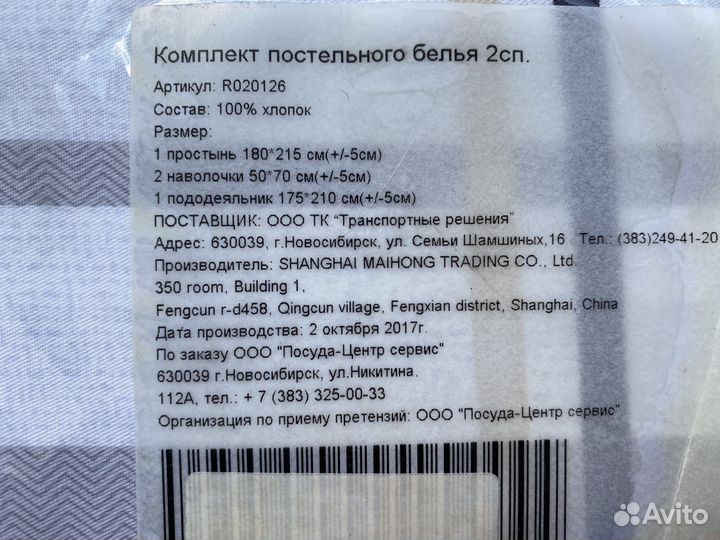 Комплект постельного белья 2сп.
Артикул: R020126
Состав: 100% хлопок
Размер:
1 простынь 180*215 см(+/-5см)
2 наволочки 50*70 см(+/-5см)
1 пододеяльник 175*210 см(+/-5см)
ПОСТАВЩИК: ООО ТК "Транспортные решения"
Адрес: 630039, г.Новосибирск, ул. Семьи Шамшиных,16 Тел.: (383)249-41-20
Производитель: SHANGHAI MAIHONG TRADING CO., Ltd.
350 room, Building 1,
Fengcun r-d458, Qingcun village, Fengxian district, Shanghai, China
Дата производства: 2 октября 2017г.
По заказу ООО "Посуда-Центр сервис"
630039 г.Новосибирск, ул.Никитина.
112А, тел.: + 7 (383) 325-00-33
Организация по приему претензий: ООО "Посуда-Центр сервис"
Avito